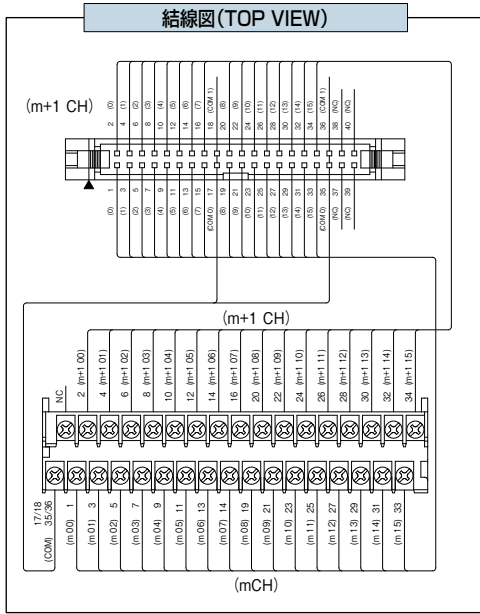 結線図(TOP VIEW)
(m+1 CH)
2 (0)
4 (1)
6 (2)
8 (3)
10 (4)
12 (5)
14 (6)
16 (7)
18 (COM 1)
20 (8)
22 (9)
24 (10)
26 (11)
28 (12)
30 (13)
32 (14)
34 (15)
36 (COM 1)
38 (NC)
40 (NC)
(0) 1
(1) 3
(2) 5
(3) 7
(4) 9
(5) 11
(6) 13
(7) 15
(COM 0) 17
(8) 19
(9) 21
(10) 23
(11) 25
(12) 27
(13) 29
(14) 31
(15) 33
(COM 0) 35
(NC) 37
(NC) 39
(m+1 CH)
NC
2 (m+1 00)
4 (m+1 01)
6 (m+1 02)
8 (m+1 03)
10 (m+1 04)
12 (m+1 05)
14 (m+1 06)
16 (m+1 07)
20 (m+1 08)
22 (m+1 09)
24 (m+1 10)
26 (m+1 11)
28 (m+1 12)
30 (m+1 13)
32 (m+1 14)
34 (m+1 15)
17/18
35/36
(COM)
(m 00) 1
(m 01) 3
(m 02) 5
(m 03) 7
(m 04) 9
(m 05) 11
(m 06) 13
(m 07) 14
(m 08) 19
(m 09) 21
(m 10) 23
(m 11) 25
(m 12) 27
(m 13) 29
(m 14) 31
(m 15) 33
(mCH)